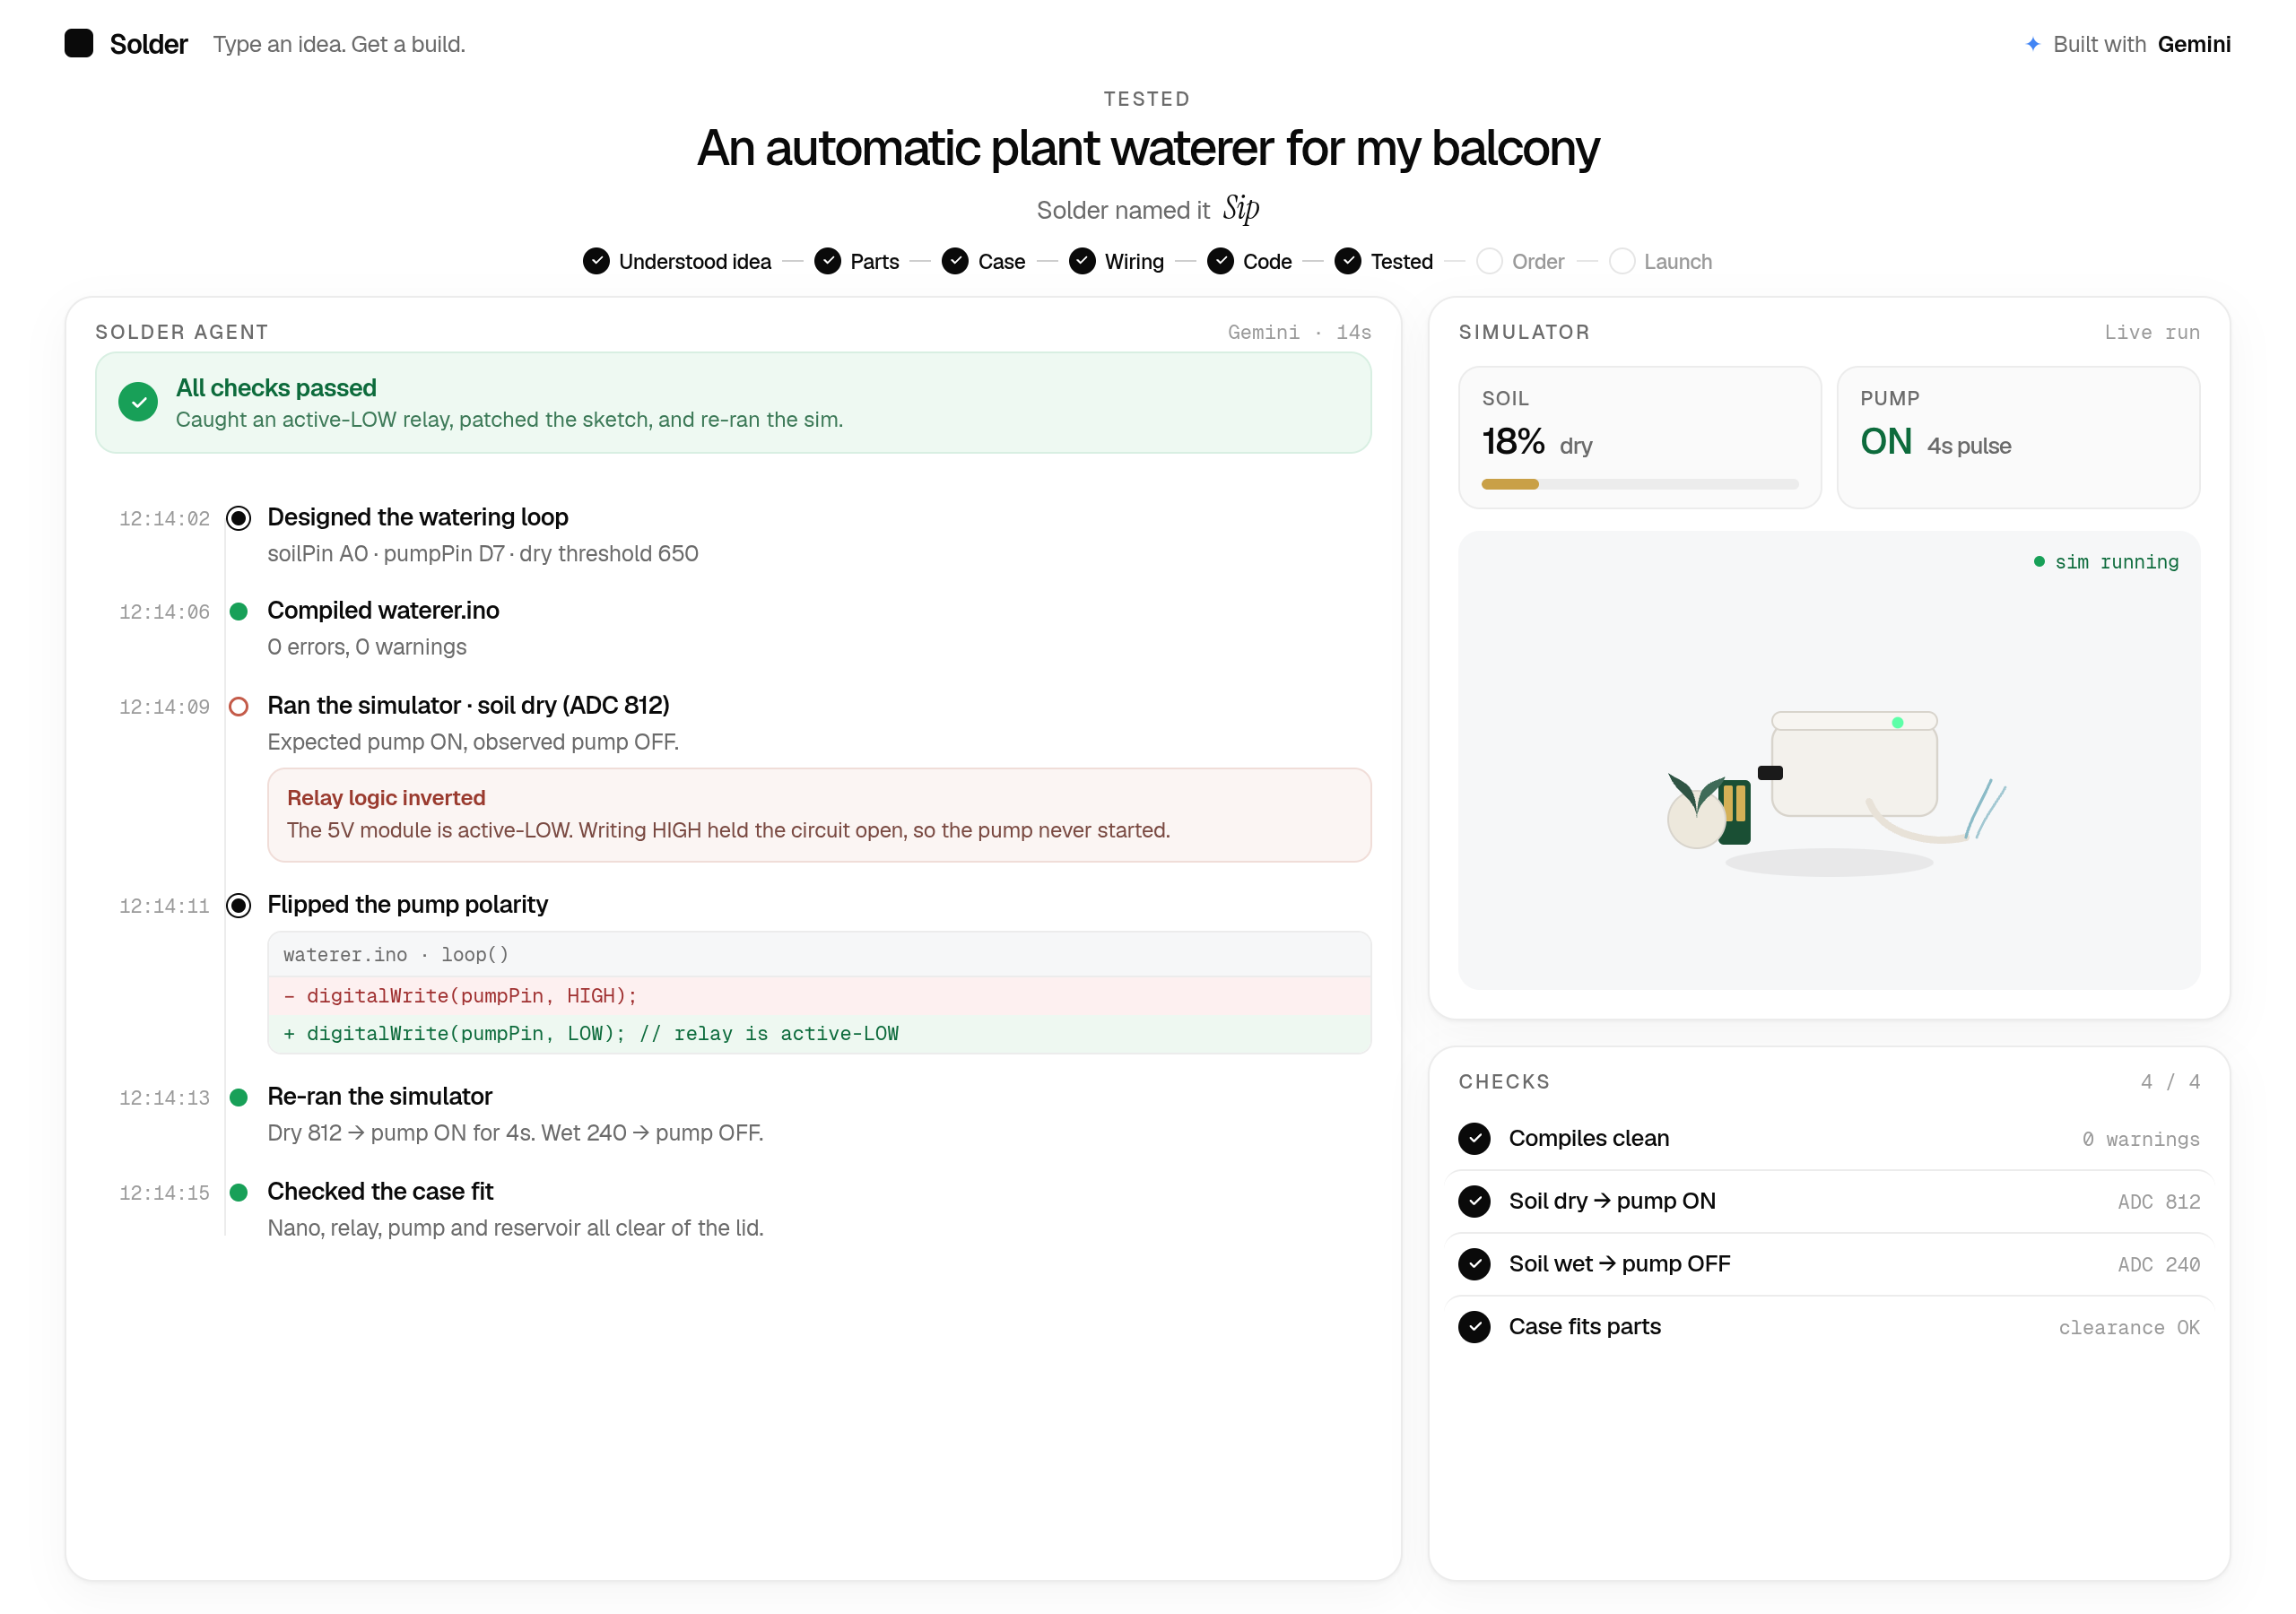 Solder Type an idea. Get a build.
✦ Built with Gemini
TESTED
An automatic plant waterer for my balcony
Solder named it Sip
Understood idea — Parts — Case — Wiring — Code — Tested — Order — Launch
SOLDER AGENT
Gemini · 14s
All checks passed
Caught an active-LOW relay, patched the sketch, and re-ran the sim.
12:14:02 Designed the watering loop
soilPin A0 · pumpPin D7 · dry threshold 650
12:14:06 Compiled waterer.ino
0 errors, 0 warnings
12:14:09 Ran the simulator · soil dry (ADC 812)
Expected pump ON, observed pump OFF.
Relay logic inverted
The 5V module is active-LOW. Writing HIGH held the circuit open, so the pump never started.
12:14:11 Flipped the pump polarity
waterer.ino · loop()
– digitalWrite(pumpPin, HIGH);
+ digitalWrite(pumpPin, LOW); // relay is active-LOW
12:14:13 Re-ran the simulator
Dry 812 → pump ON for 4s. Wet 240 → pump OFF.
12:14:15 Checked the case fit
Nano, relay, pump and reservoir all clear of the lid.
SIMULATOR
Live run
SOIL
18% dry
PUMP
ON 4s pulse
sim running
CHECKS
4 / 4
Compiles clean 0 warnings
Soil dry → pump ON ADC 812
Soil wet → pump OFF ADC 240
Case fits parts clearance OK